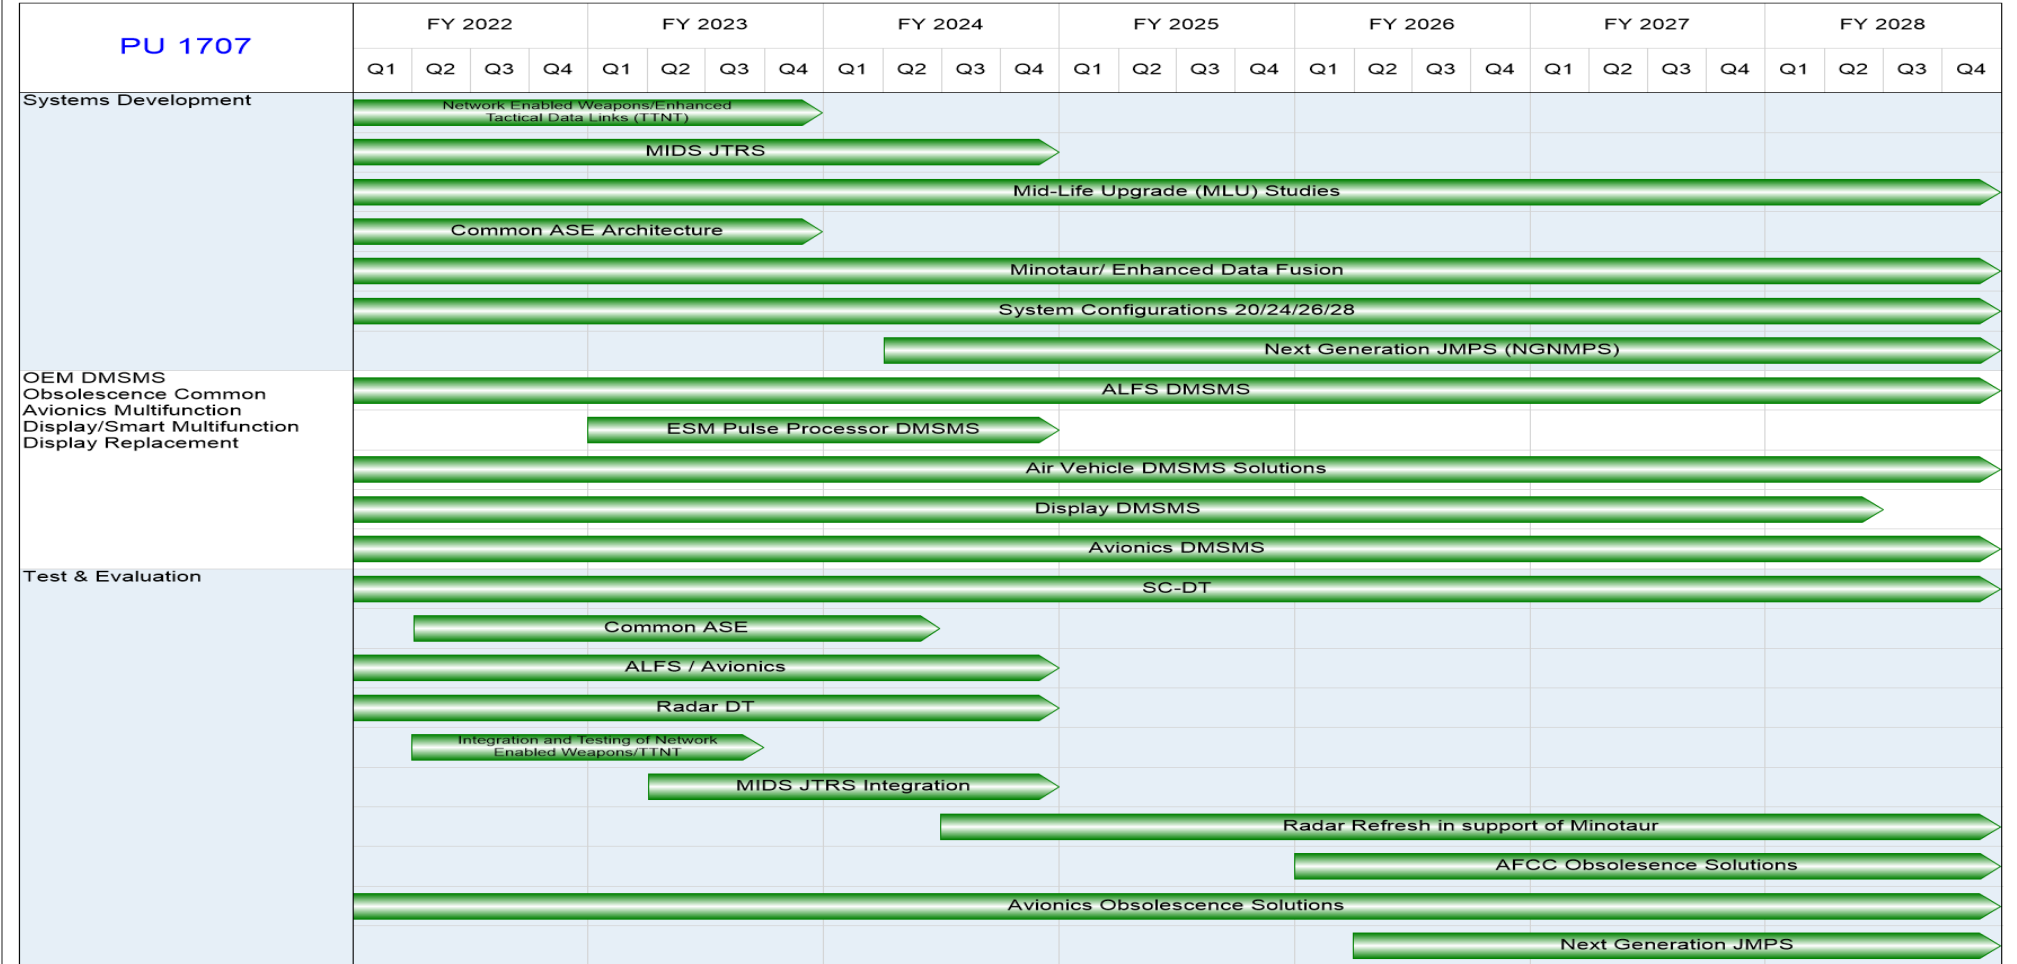 PU 1707
FY 2022 FY 2023 FY 2024 FY 2025 FY 2026 FY 2027 FY 2028
Q1 Q2 Q3 Q4 Q1 Q2 Q3 Q4 Q1 Q2 Q3 Q4 Q1 Q2 Q3 Q4 Q1 Q2 Q3 Q4 Q1 Q2 Q3 Q4 Q1 Q2 Q3 Q4
Systems Development
Network Enabled Weapons/Enhanced
Tactical Data Links (TTNT)
MIDS JTRS
Mid-Life Upgrade (MLU) Studies
Common ASE Architecture
Minotaur/ Enhanced Data Fusion
System Configurations 20/24/26/28
Next Generation JMPS (NGNMPS)
OEM DMSMS
Obsolescence Common
Avionics Multifunction
Display/Smart Multifunction
Display Replacement
ALFS DMSMS
ESM Pulse Processor DMSMS
Air Vehicle DMSMS Solutions
Display DMSMS
Avionics DMSMS
Test & Evaluation
SC-DT
Common ASE
ALFS / Avionics
Radar DT
Integration and Testing of Network
Enabled Weapons/TTNT
MIDS JTRS Integration
Radar Refresh in support of Minotaur
AFCC Obsolesence Solutions
Avionics Obsolescence Solutions
Next Generation JMPS